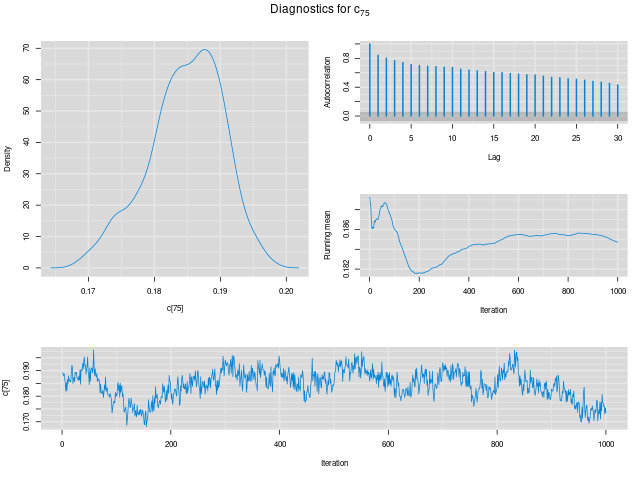 Diagnostics for c75
Density
70
60
50
40
30
20
10
0
0.17 0.18 0.19 0.20
c[75]
Autocorrelation
0.8
0.4
0.0
0 5 10 15 20 25 30
Lag
Running mean
0.186
0.182
0 200 400 600 800 1000
Iteration
c[75]
0.190
0.180
0.170
0 200 400 600 800 1000
Iteration